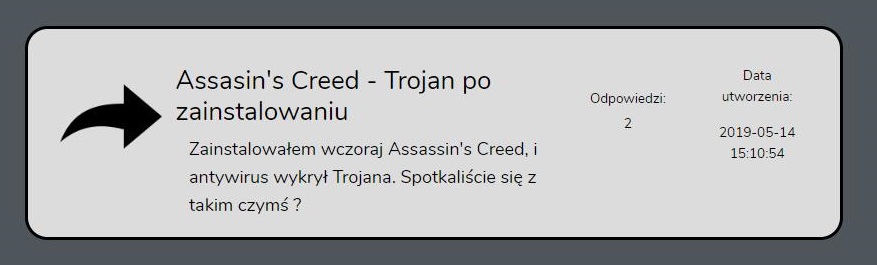 Assasin's Creed - Trojan po
zainstalowaniu
Zainstalowałem wczoraj Assassin's Creed, i
antywirus wykrył Trojana. Spotkaliście się z
takim czymś ?
Odpowiedzi:
2
Data
utworzenia:
2019-05-14
15:10:54